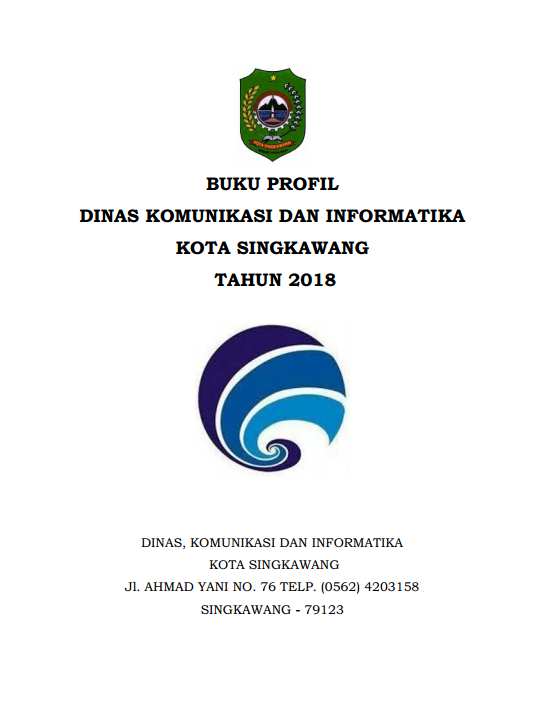 KOTA SINGKAWANG
BUKU PROFIL
DINAS KOMUNIKASI DAN INFORMATIKA
KOTA SINGKAWANG
TAHUN 2018
DINAS, KOMUNIKASI DAN INFORMATIKA
KOTA SINGKAWANG
Jl. AHMAD YANI NO. 76 TELP. (0562) 4203158
SINGKAWANG - 79123